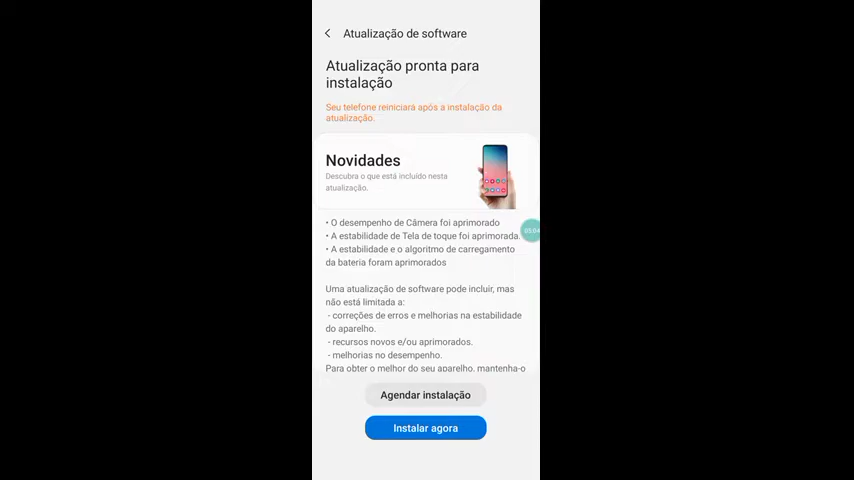 Atualização de software
Atualização pronta para
instalação
Seu telefone reiniciará após a instalação da
atualização.
Novidades
Descubra o que está incluído nesta
atualização.
• O desempenho de Câmera foi aprimorado
• A estabilidade de Tela de toque foi aprimorada.
03:04
• A estabilidade e o algoritmo de carregamento
da bateria foram aprimorados
Uma atualização de software pode incluir, mas
não está limitada a:
- correções de erros e melhorias na estabilidade
do aparelho.
- recursos novos e/ou aprimorados.
- melhorias no desempenho.
Para obter o melhor do seu aparelho, mantenha-o
Agendar instalação
Instalar agora